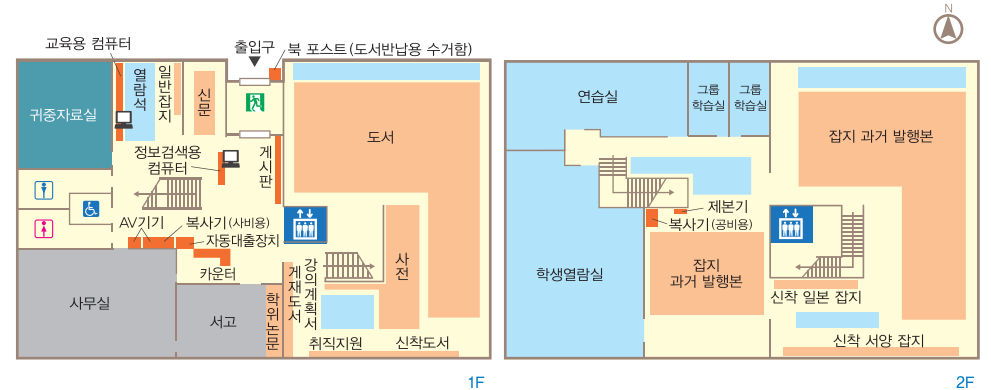 N
교육용 컴퓨터
출입구
북 포스트 (도서반납용 수거함)
귀중자료실
열람석
일반잡지
신문
정보검색용
컴퓨터
게시판
도서
AV기기
복사기 (사비용)
자동대출장치
카운터
사무실
서고
학위논문
게재도서
강의계획서
사전
취직지원
신착도서
1F
연습실
그룹
학습실
그룹
학습실
잡지 과거 발행본
제본기
복사기 (공비용)
학생열람실
잡지
과거 발행본
신착 일본 잡지
신착 서양 잡지
2F